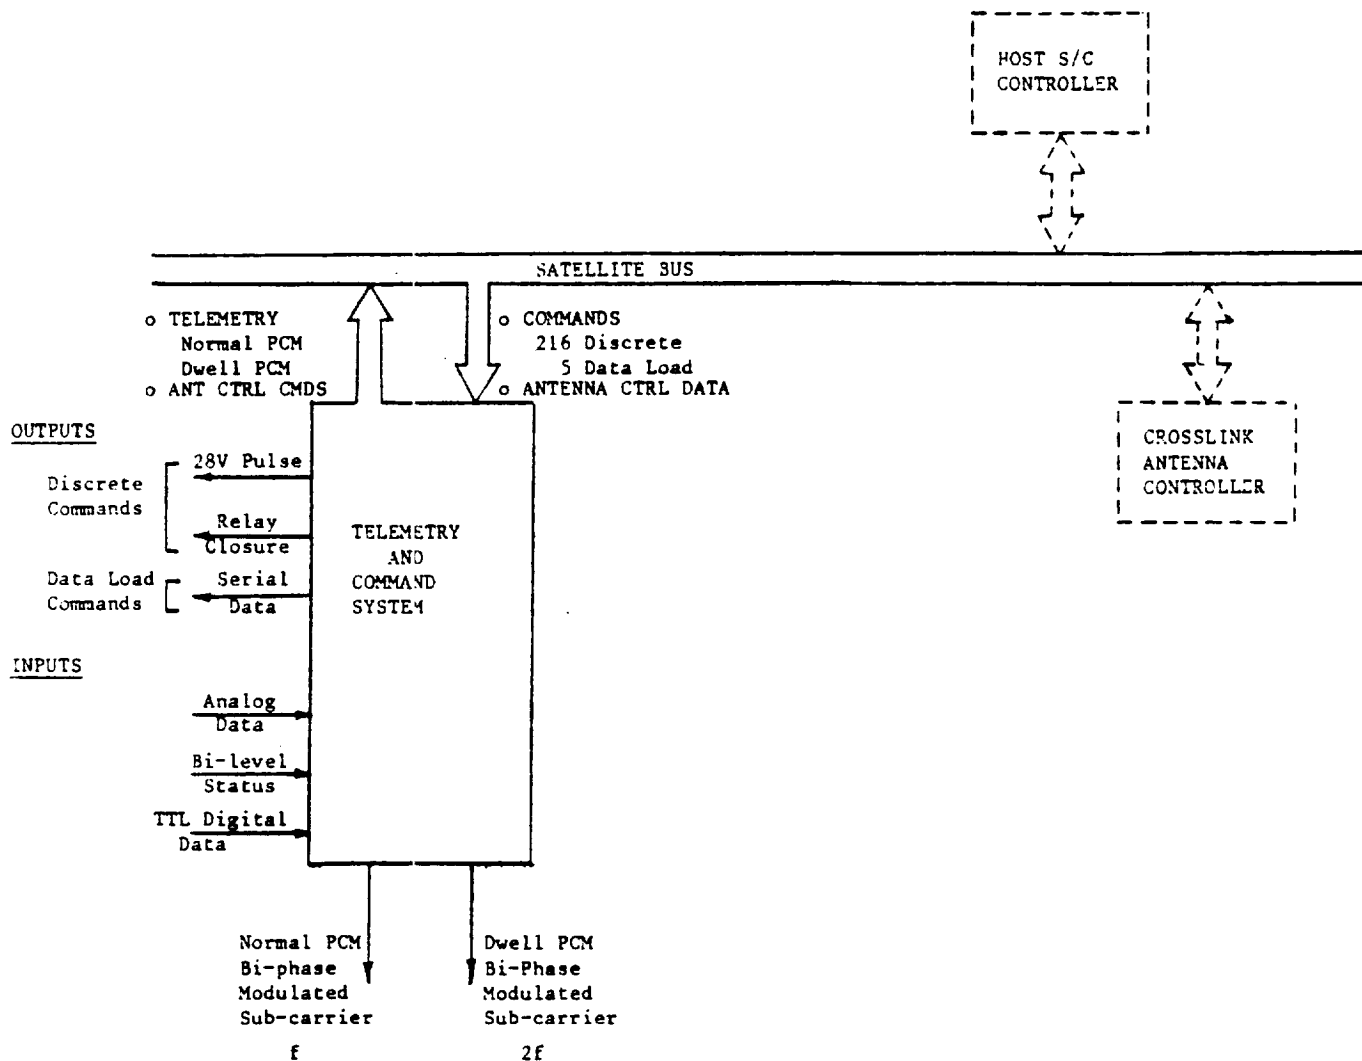 HOST S/C
CONTROLLER
SATELLITE BUS
o TELEMETRY
Normal PCM
Dwell PCM
o ANT CTRL CMDS
o COMMANDS
216 Discrete
5 Data Load
o ANTENNA CTRL DATA
CROSSLINK
ANTENNA
CONTROLLER
OUTPUTS
28V Pulse
Discrete
Commands
Relay
Closure
Data Load
Commands
Serial
Data
TELEMETRY
AND
COMMAND
SYSTEM
INPUTS
Analog
Data
Bi-level
Status
TTL Digital
Data
Normal PCM
Bi-phase
Modulated
Sub-carrier
f
Dwell PCM
Bi-Phase
Modulated
Sub-carrier
2f